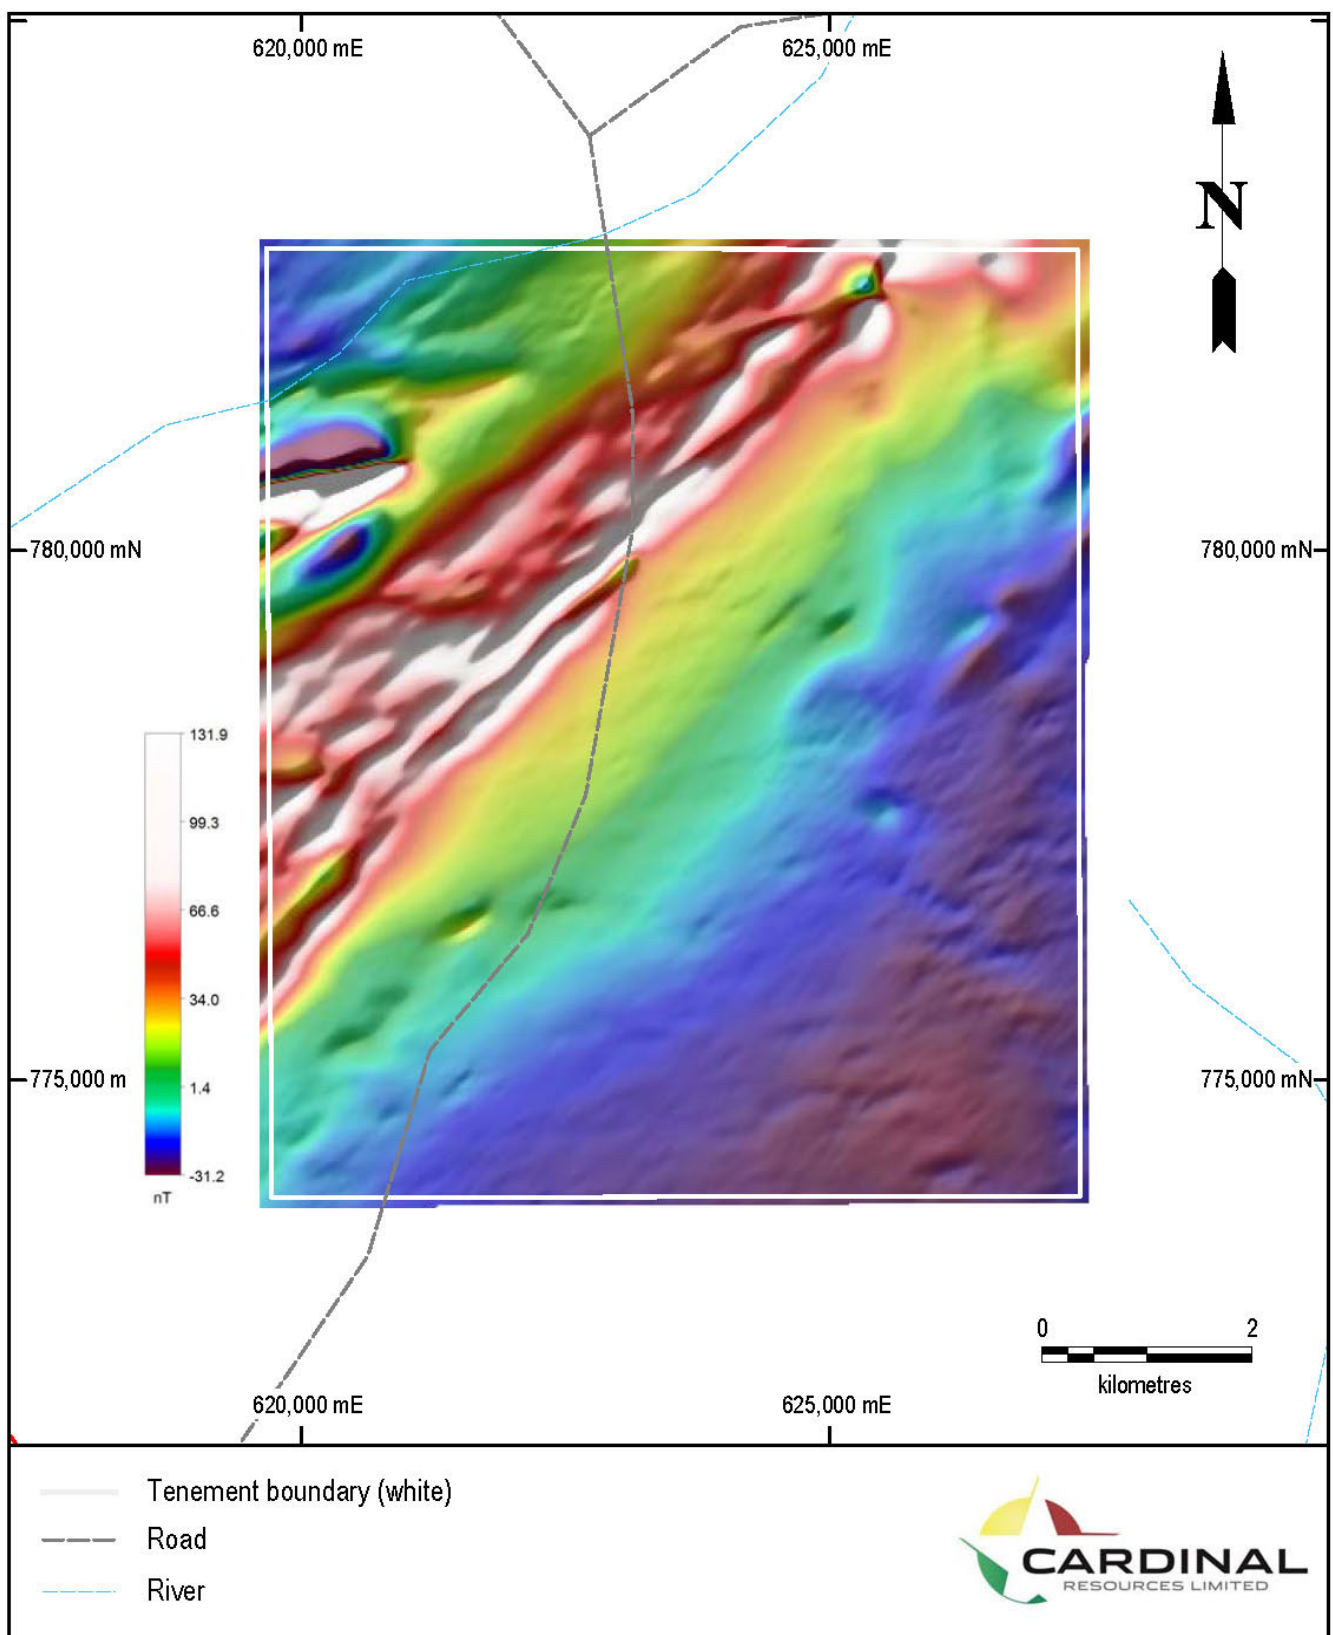 620,000 mE
625,000 mE
N
780,000 mN
780,000 mN
131.9
99.3
66.6
34.0
1.4
-31.2
nT
775,000 m
775,000 mN
0
2
kilometres
620,000 mE
625,000 mE
Tenement boundary (white)
Road
River
CARDINAL
RESOURCES LIMITED